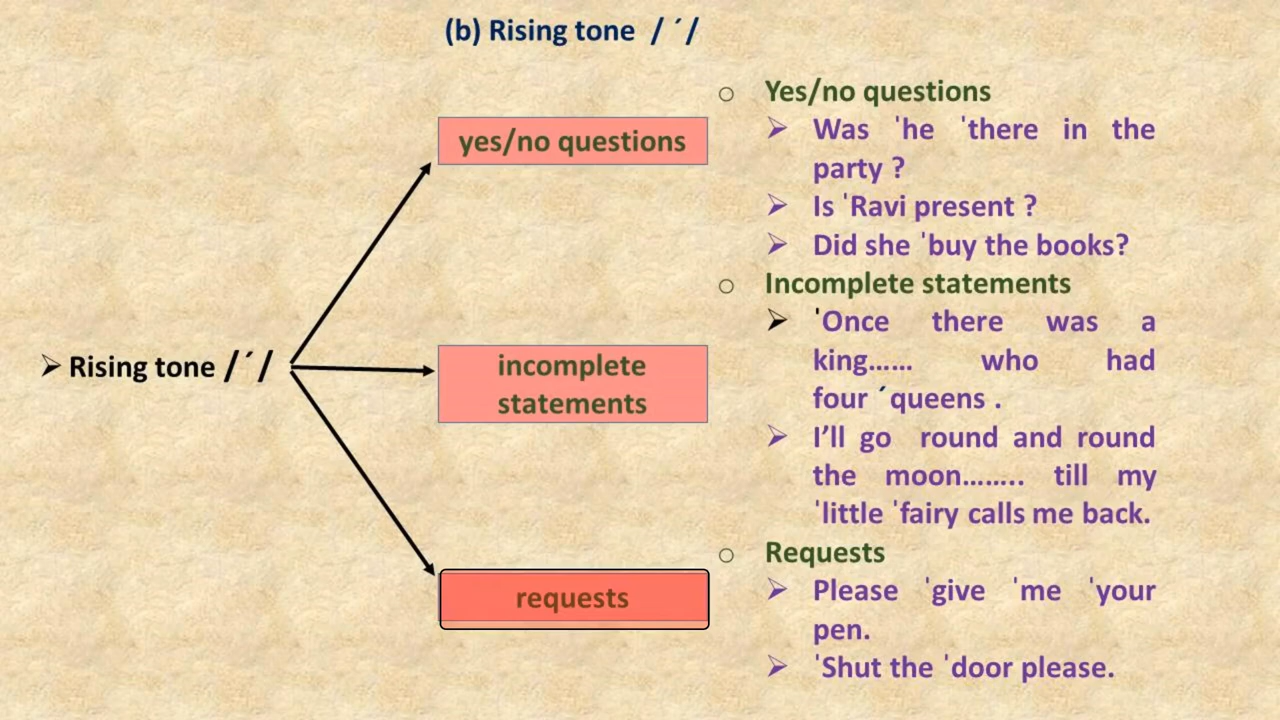 (b) Rising tone / ´/
➢ Rising tone /´/
yes/no questions
incomplete
statements
requests
o Yes/no questions
➢ Was ˈhe ˈthere in the
party ?
➢ Is ˈRavi present ?
➢ Did she ˈbuy the books?
o Incomplete statements
➢ ˈOnce there was a
king…… who had
four ´queens .
➢ I’ll go round and round
the moon…….. till my
ˈlittle ˈfairy calls me back.
o Requests
➢ Please ˈgive ˈme ˈyour
pen.
➢ ˈShut the ˈdoor please.